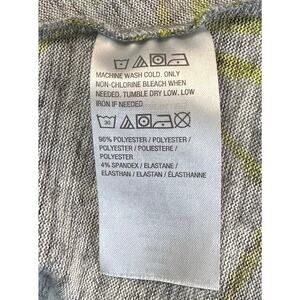 MACHINE WASH COLD. ONLY
NON-CHLORINE BLEACH WHEN
NEEDED. TUMBLE DRY LOW. LOW
IRON IF NEEDED
30
96% POLYESTER / POLYESTER /
POLYESTER / POLIESTERE /
POLYESTER
4% SPANDEX / ELASTANE /
ELASTHAN / ELASTAN / ÉLASTHANNE